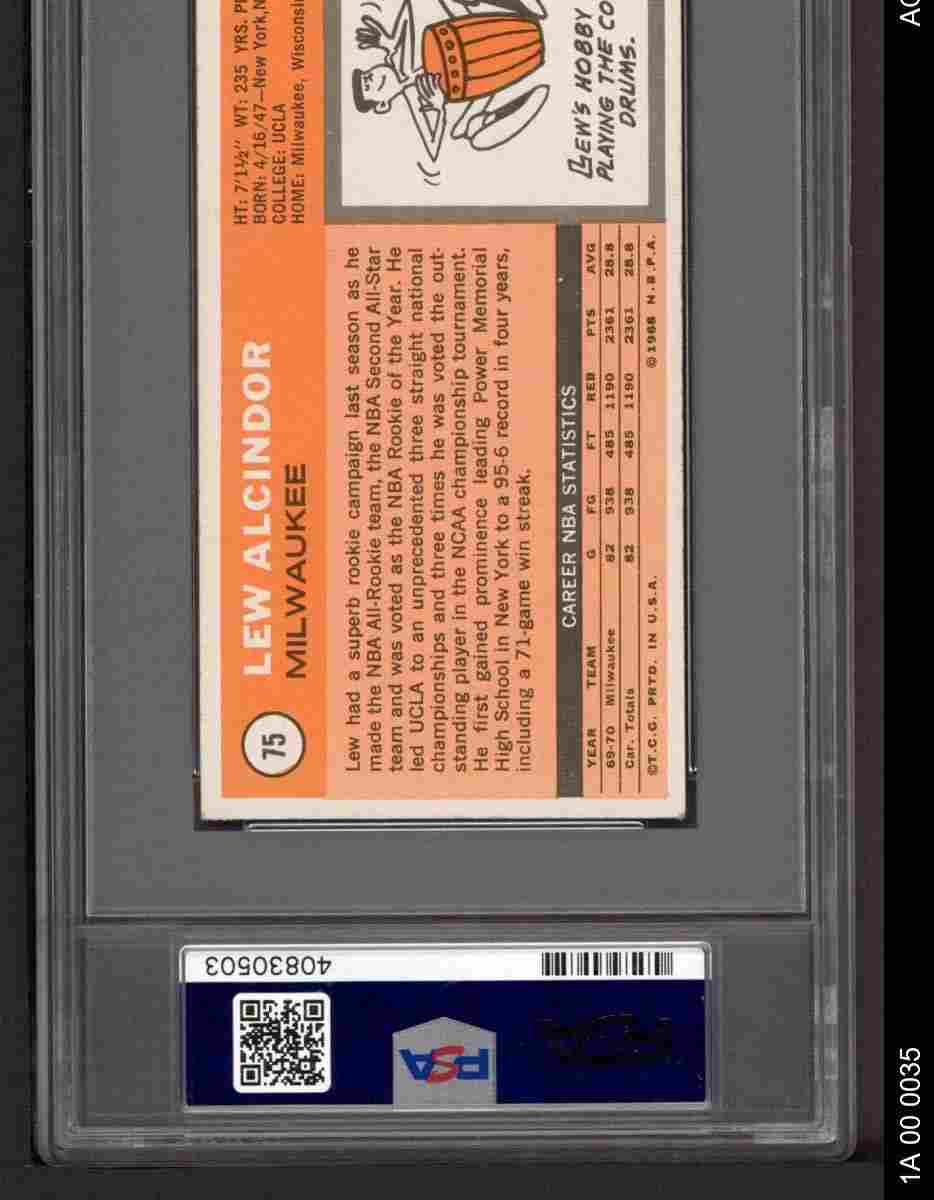 75
LEW ALCINDOR
MILWAUKEE
HT: 7'1½" WT: 235 YRS.
BORN: 4/16/47—New York,
COLLEGE: UCLA
HOME: Milwaukee,
Lew had a superb rookie campaign last season as he
made the NBA All-Rookie team, the NBA Second All-Star
team and was voted as the NBA Rookie of the Year. He
led UCLA to an unprecedented three straight national
championships and three times he was voted the out-
standing player in the NCAA championship tournament.
He first gained prominence leading Power Memorial
High School in New York to a 95-6 record in four years,
including a 71-game win streak.
LEW'S HOBBY
PLAYING THE
DRUMS.
CAREER NBA STATISTICS
YEAR TEAM G FG FT REB PTS AVG
69-70 Milwaukee 82 938 485 1190 2361 28.8
Car. Totals 82 938 485 1190 2361 28.8
©T.C.C. PRTD. IN U.S.A. ©1968 N.B.P.A.
40830503
PSA
1A 00 0035